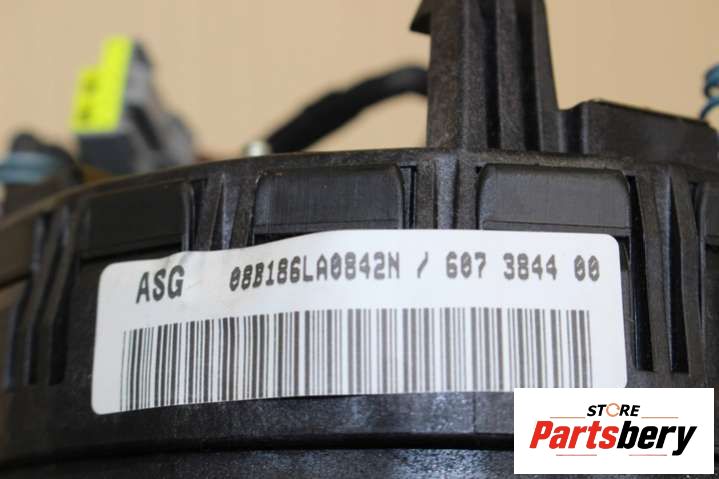 ASG 08B186LA0842N / 607 3844 00
STORE
Partsbery